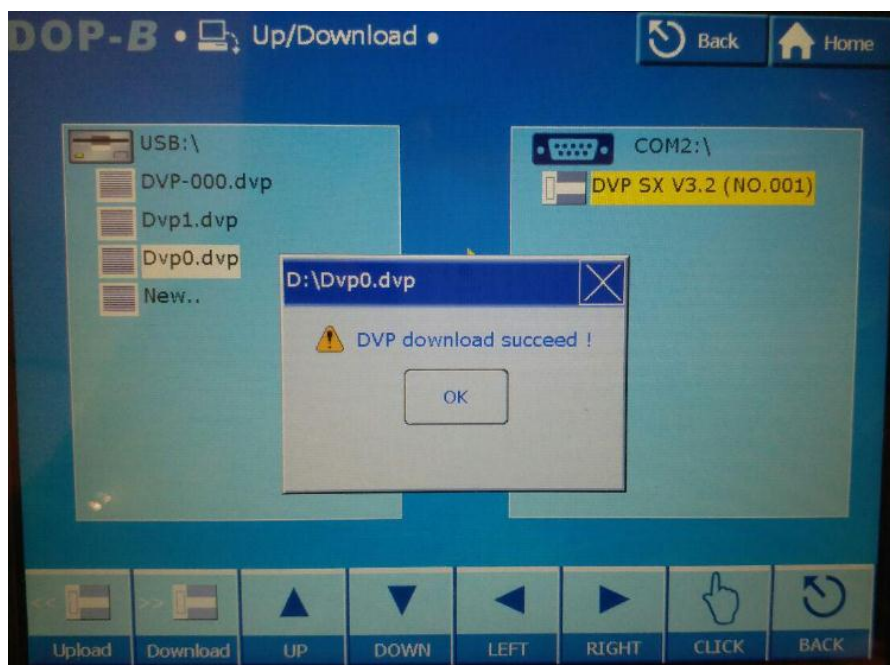 DOP-B • Up/Download •
Back
Home
USB:\
DVP-000.dvp
Dvp1.dvp
Dvp0.dvp
New..
COM2:\
DVP SX V3.2 (NO.001)
D:\Dvp0.dvp
DVP download succeed !
OK
<< Upload
>> Download
UP
DOWN
LEFT
RIGHT
CLICK
BACK